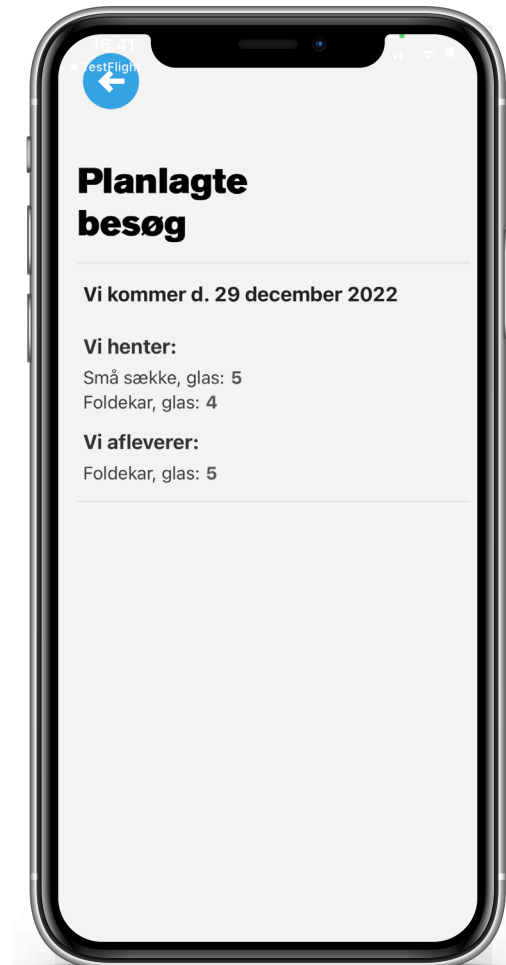 16.41
◄ TestFligh
Planlagte
besøg
Vi kommer d. 29 december 2022
Vi henter:
Små sække, glas: 5
Foldekar, glas: 4
Vi afleverer:
Foldekar, glas: 5